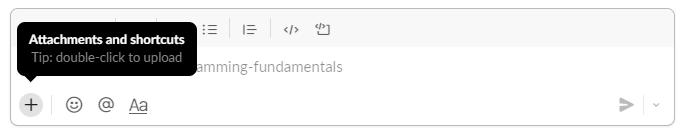 Attachments and shortcuts
Tip: double-click to upload
amming-fundamentals
Aa